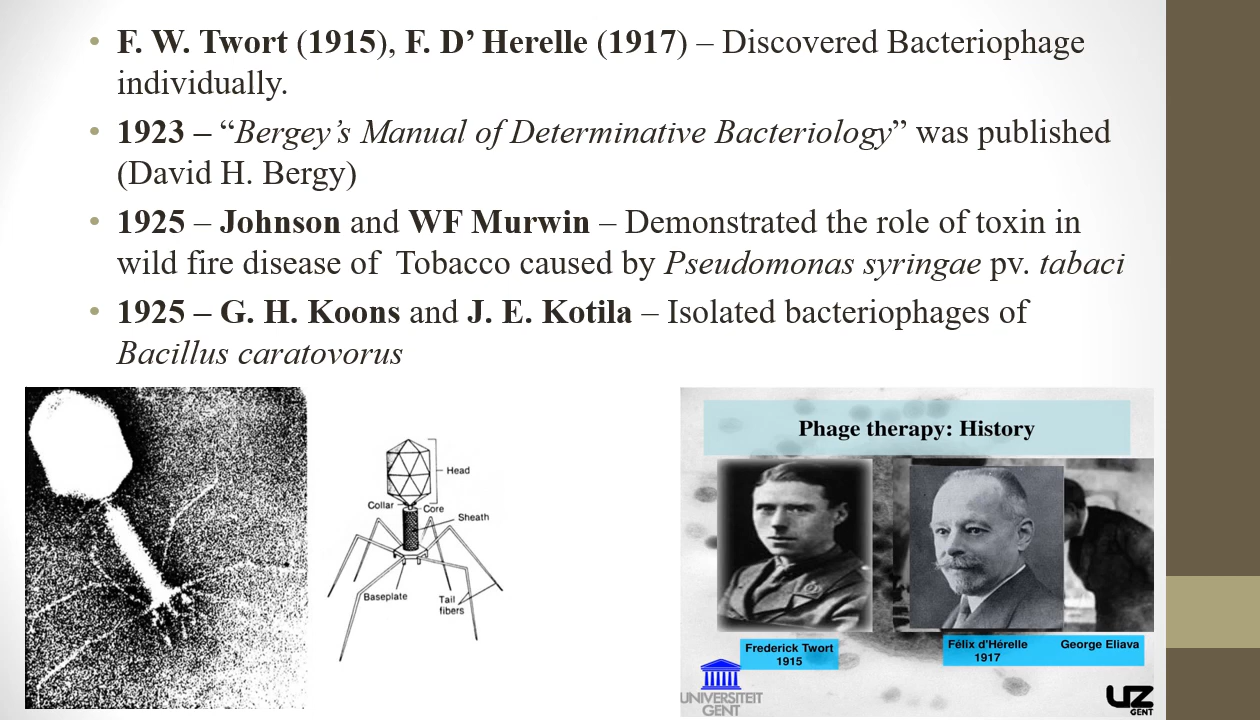 • F. W. Twort (1915), F. D’ Herelle (1917) – Discovered Bacteriophage
individually.
• 1923 – “Bergey’s Manual of Determinative Bacteriology” was published
(David H. Bergy)
• 1925 – Johnson and WF Murwin – Demonstrated the role of toxin in
wild fire disease of Tobacco caused by Pseudomonas syringae pv. tabaci
• 1925 – G. H. Koons and J. E. Kotila – Isolated bacteriophages of
Bacillus caratovorus
Head
Collar
Core
Sheath
Baseplate
Tail
fibers
Phage therapy: History
Frederick Twort
1915
Félix d'Hérelle
1917
George Eliava
UNIVERSITEIT
GENT
UZ
GENT